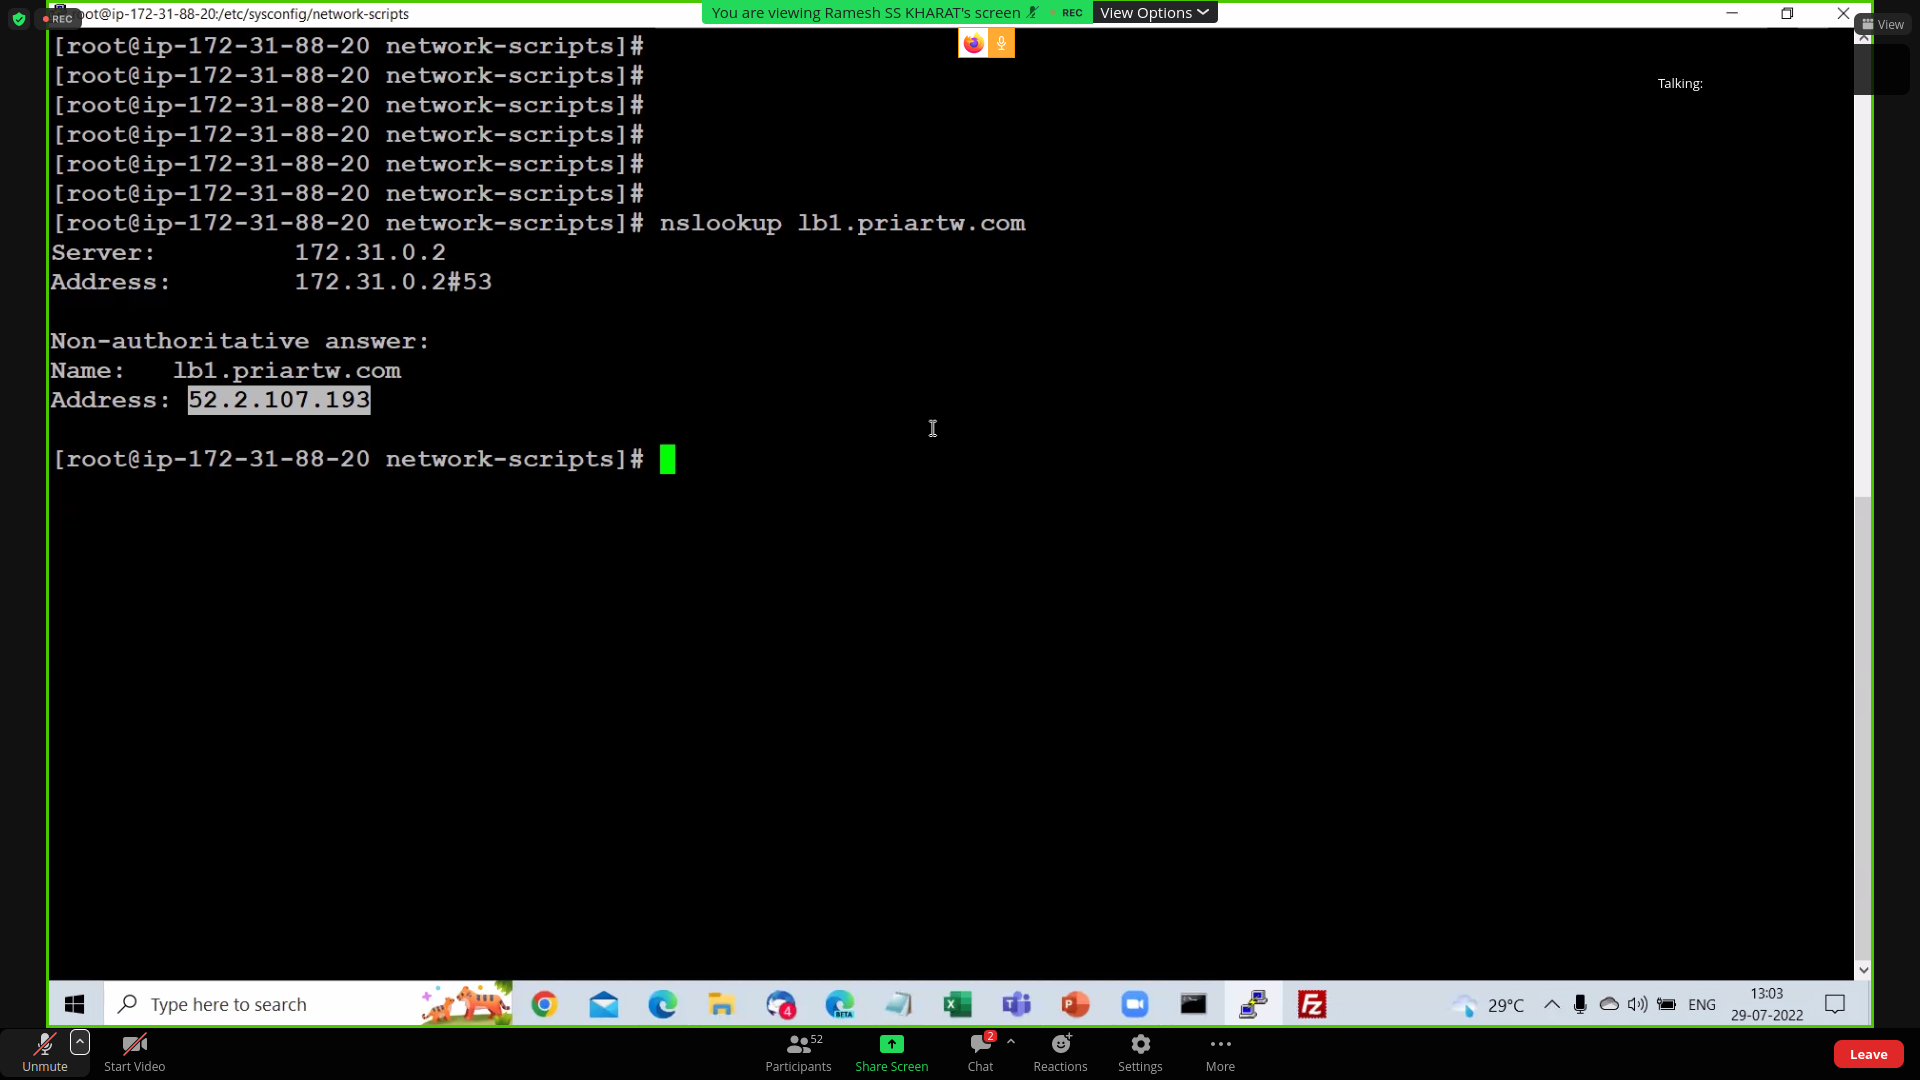 REC
root@ip-172-31-88-20:/etc/sysconfig/network-scripts
You are viewing Ramesh SS KHARAT's screen
REC
View Options
View
Talking:
[root@ip-172-31-88-20 network-scripts]#
[root@ip-172-31-88-20 network-scripts]#
[root@ip-172-31-88-20 network-scripts]#
[root@ip-172-31-88-20 network-scripts]#
[root@ip-172-31-88-20 network-scripts]#
[root@ip-172-31-88-20 network-scripts]#
[root@ip-172-31-88-20 network-scripts]# nslookup lb1.priartw.com
Server: 172.31.0.2
Address: 172.31.0.2#53
Non-authoritative answer:
Name: lb1.priartw.com
Address: 52.2.107.193
[root@ip-172-31-88-20 network-scripts]#
Type here to search
4
BETA
29°C
ENG
13:03
29-07-2022
Unmute
Start Video
52
Participants
Share Screen
2
Chat
Reactions
Settings
More
Leave